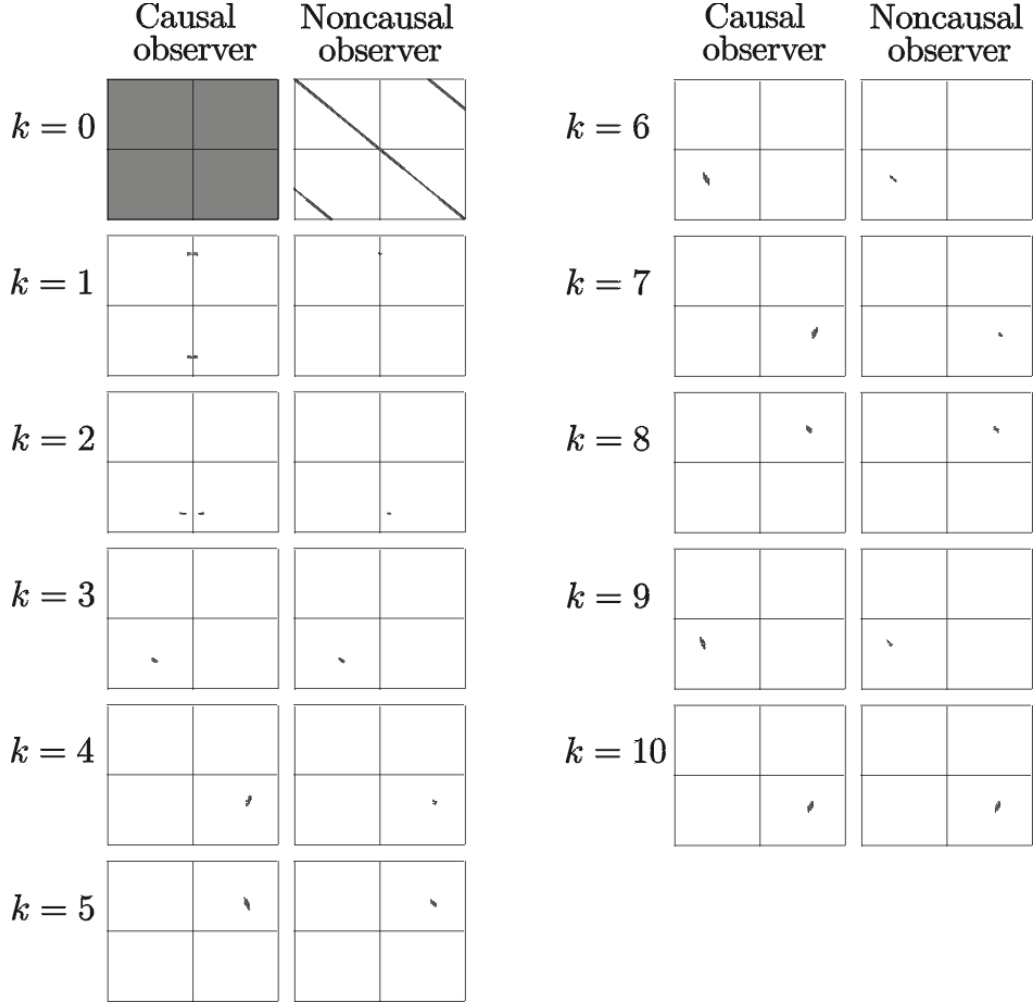 Causal observer
Noncausal observer
k = 0
k = 1
k = 2
k = 3
k = 4
k = 5
Causal observer
Noncausal observer
k = 6
k = 7
k = 8
k = 9
k = 10